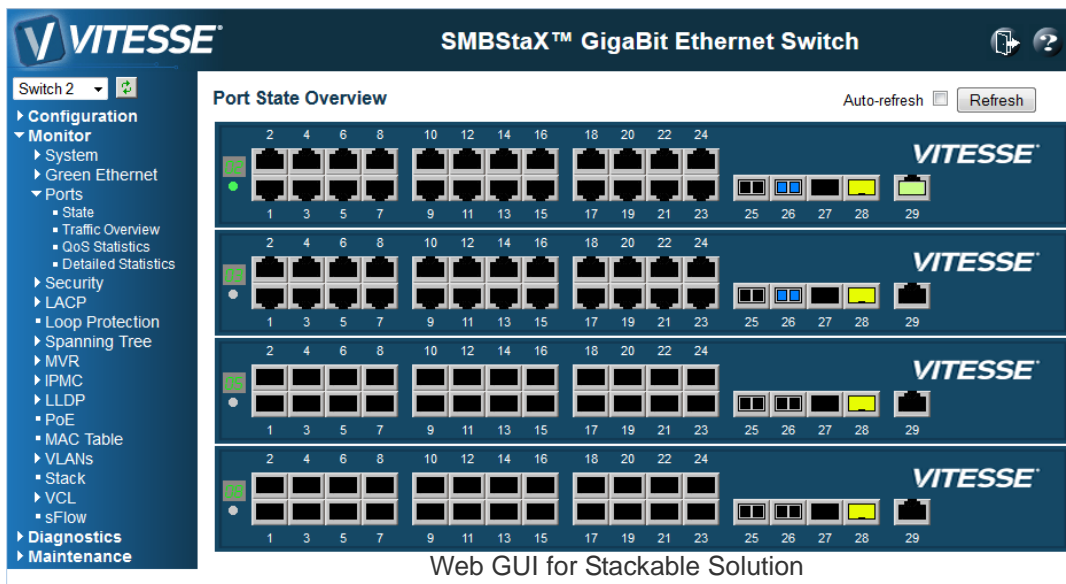 VITESSE
SMBStaX™ GigaBit Ethernet Switch
Switch 2
Configuration
Monitor
System
Green Ethernet
Ports
State
Traffic Overview
QoS Statistics
Detailed Statistics
Security
LACP
Loop Protection
Spanning Tree
MVR
IPMC
LLDP
PoE
MAC Table
VLANs
Stack
VCL
sFlow
Diagnostics
Maintenance
Port State Overview
Auto-refresh Refresh
2 4 6 8 10 12 14 16 18 20 22 24
VITESSE
1 3 5 7 9 11 13 15 17 19 21 23 25 26 27 28 29
2 4 6 8 10 12 14 16 18 20 22 24
VITESSE
1 3 5 7 9 11 13 15 17 19 21 23 25 26 27 28 29
2 4 6 8 10 12 14 16 18 20 22 24
VITESSE
1 3 5 7 9 11 13 15 17 19 21 23 25 26 27 28 29
2 4 6 8 10 12 14 16 18 20 22 24
VITESSE
1 3 5 7 9 11 13 15 17 19 21 23 25 26 27 28 29
Web GUI for Stackable Solution